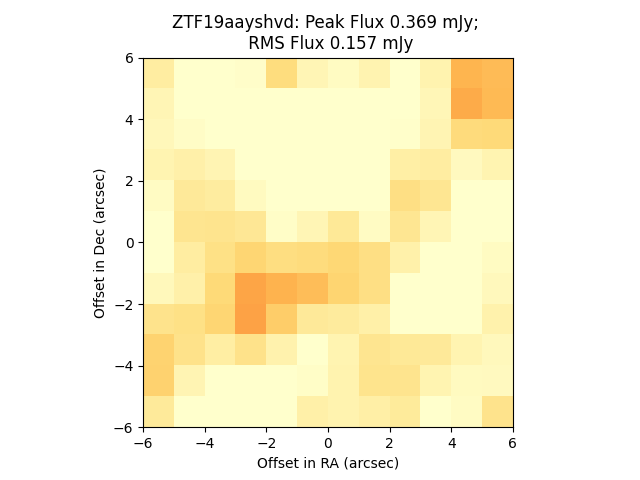 ZTF19aayshvd: Peak Flux 0.369 mJy;
RMS Flux 0.157 mJy
6
4
2
0
−2
−4
−6
Offset in Dec (arcsec)
−6 −4 −2 0 2 4 6
Offset in RA (arcsec)